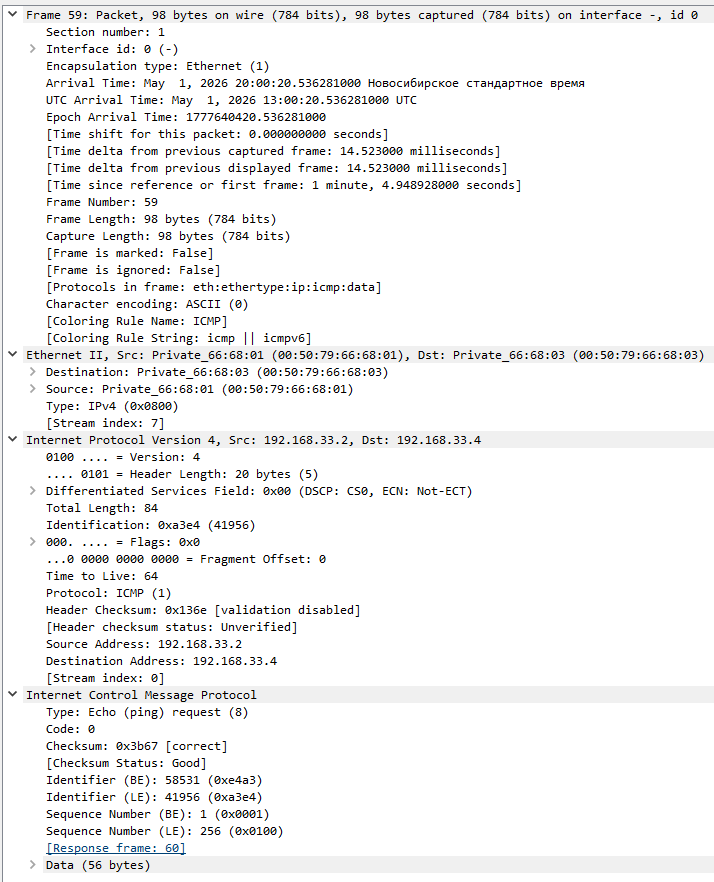 Frame 59: Packet, 98 bytes on wire (784 bits), 98 bytes captured (784 bits) on interface -, id 0
Section number: 1
Interface id: 0 (-)
Encapsulation type: Ethernet (1)
Arrival Time: May  1, 2026 20:00:20.536281000 Новосибирское стандартное время
UTC Arrival Time: May  1, 2026 13:00:20.536281000 UTC
Epoch Arrival Time: 1777640420.536281000
[Time shift for this packet: 0.000000000 seconds]
[Time delta from previous captured frame: 14.523000 milliseconds]
[Time delta from previous displayed frame: 14.523000 milliseconds]
[Time since reference or first frame: 1 minute, 4.948928000 seconds]
Frame Number: 59
Frame Length: 98 bytes (784 bits)
Capture Length: 98 bytes (784 bits)
[Frame is marked: False]
[Frame is ignored: False]
[Protocols in frame: eth:ethertype:ip:icmp:data]
Character encoding: ASCII (0)
[Coloring Rule Name: ICMP]
[Coloring Rule String: icmp || icmpv6]
Ethernet II, Src: Private_66:68:01 (00:50:79:66:68:01), Dst: Private_66:68:03 (00:50:79:66:68:03)
Destination: Private_66:68:03 (00:50:79:66:68:03)
Source: Private_66:68:01 (00:50:79:66:68:01)
Type: IPv4 (0x0800)
[Stream index: 7]
Internet Protocol Version 4, Src: 192.168.33.2, Dst: 192.168.33.4
0100 .... = Version: 4
.... 0101 = Header Length: 20 bytes (5)
Differentiated Services Field: 0x00 (DSCP: CS0, ECN: Not-ECT)
Total Length: 84
Identification: 0xa3e4 (41956)
000. .... = Flags: 0x0
...0 0000 0000 0000 = Fragment Offset: 0
Time to Live: 64
Protocol: ICMP (1)
Header Checksum: 0x136e [validation disabled]
[Header checksum status: Unverified]
Source Address: 192.168.33.2
Destination Address: 192.168.33.4
[Stream index: 0]
Internet Control Message Protocol
Type: Echo (ping) request (8)
Code: 0
Checksum: 0x3b67 [correct]
[Checksum Status: Good]
Identifier (BE): 58531 (0xe4a3)
Identifier (LE): 41956 (0xa3e4)
Sequence Number (BE): 1 (0x0001)
Sequence Number (LE): 256 (0x0100)
[Response frame: 60]
Data (56 bytes)